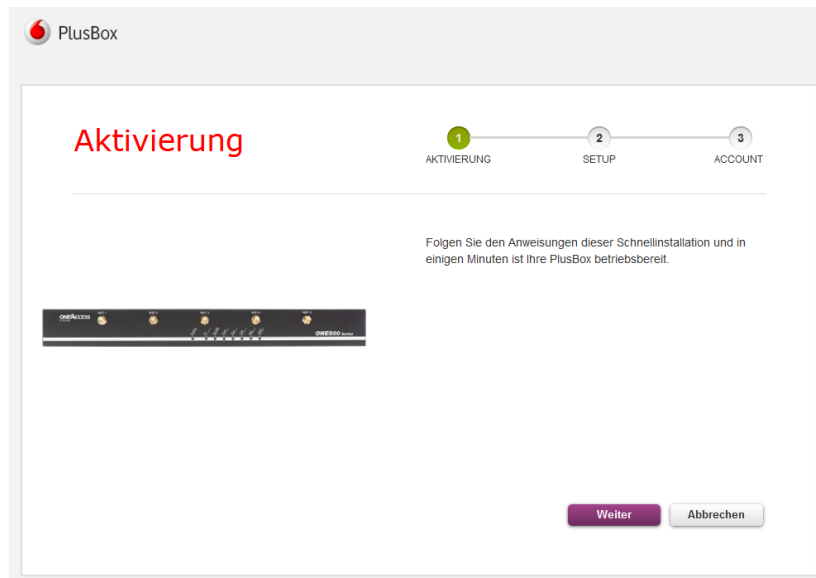 PlusBox
Aktivierung
1
2
3
AKTIVIERUNG
SETUP
ACCOUNT
Folgen Sie den Anweisungen dieser Schnellinstallation und in
einigen Minuten ist Ihre PlusBox betriebsbereit.
ONEACCESS
ONE500 Series
Weiter
Abbrechen